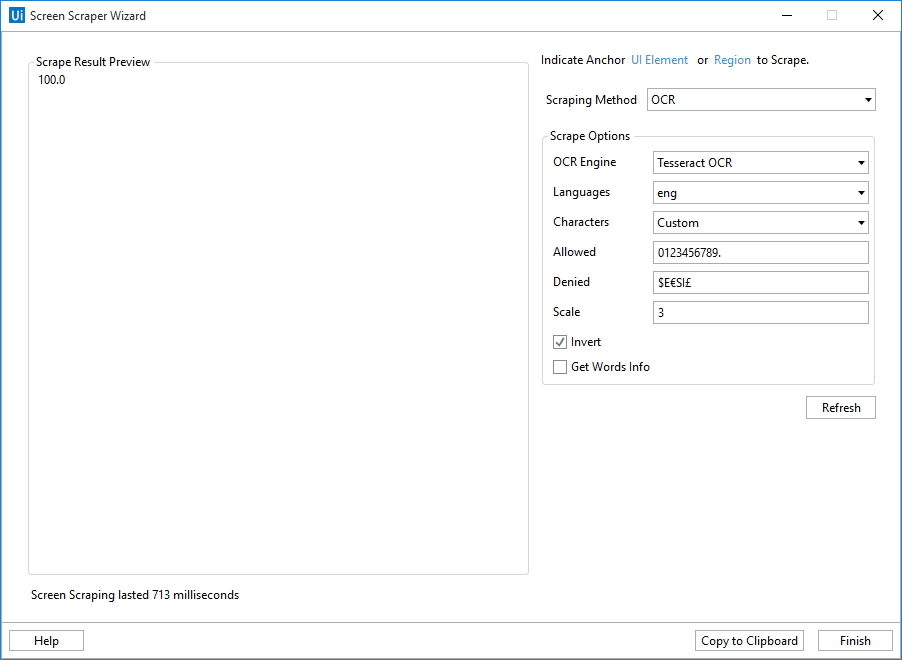 Ui Screen Scraper Wizard
Scrape Result Preview
100.0
Indicate Anchor UI Element or Region to Scrape.
Scraping Method OCR
Scrape Options
OCR Engine Tesseract OCR
Languages eng
Characters Custom
Allowed 0123456789.
Denied $E€SI£
Scale 3
Invert
Get Words Info
Refresh
Screen Scraping lasted 713 milliseconds
Help Copy to Clipboard Finish